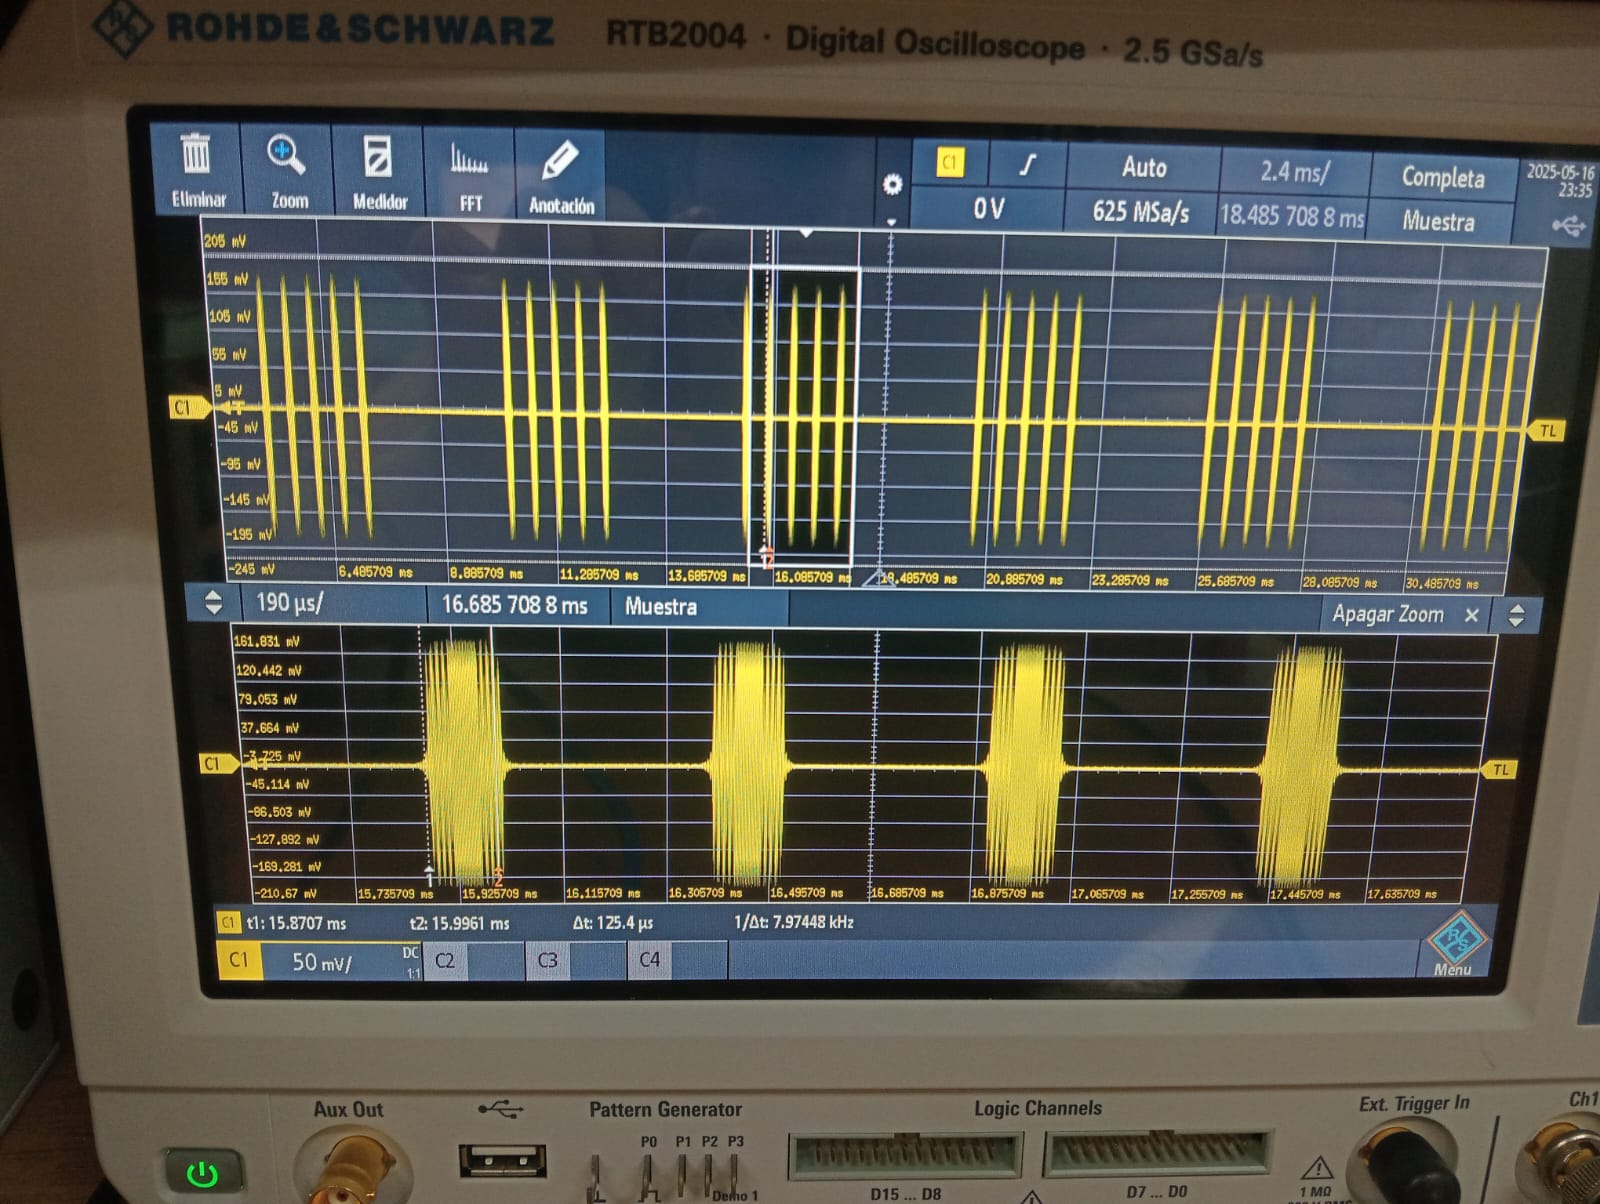 ROHDE&SCHWARZ RTB2004 · Digital Oscilloscope · 2.5 GSa/s
Eliminar Zoom Medidor FFT Anotación
C1 Auto 2.4 ms/ Completa 2025-05-16
23:35
0 V 625 MSa/s 18.485 708 8 ms Muestra
205 mV
155 mV
105 mV
55 mV
5 mV
C1
-45 mV
TL
-95 mV
-145 mV
-195 mV
-245 mV 6.485709 ms 8.885709 ms 11.285709 ms 13.685709 ms 16.085709 ms 18.485709 ms 20.885709 ms 23.285709 ms 25.685709 ms 28.085709 ms 30.485709 ms
190 µs/ 16.685 708 8 ms Muestra Apagar Zoom ×
161.831 mV
120.442 mV
79.053 mV
37.664 mV
-3.725 mV
C1 TL
-45.114 mV
-86.503 mV
-127.892 mV
-169.281 mV
1 2
-210.67 mV 15.735709 ms 15.925709 ms 16.115709 ms 16.305709 ms 16.495709 ms 16.685709 ms 16.875709 ms 17.065709 ms 17.255709 ms 17.445709 ms 17.635709 ms
C1 t1: 15.8707 ms t2: 15.9961 ms Δt: 125.4 µs 1/Δt: 7.97448 kHz
C1 50 mV/ DC
1:1
C2 C3 C4
Menu
Aux Out Pattern Generator Logic Channels Ext. Trigger In Ch1
P0 P1 P2 P3
Demo 1
D15 ... D8 D7 ... D0 1 MΩ